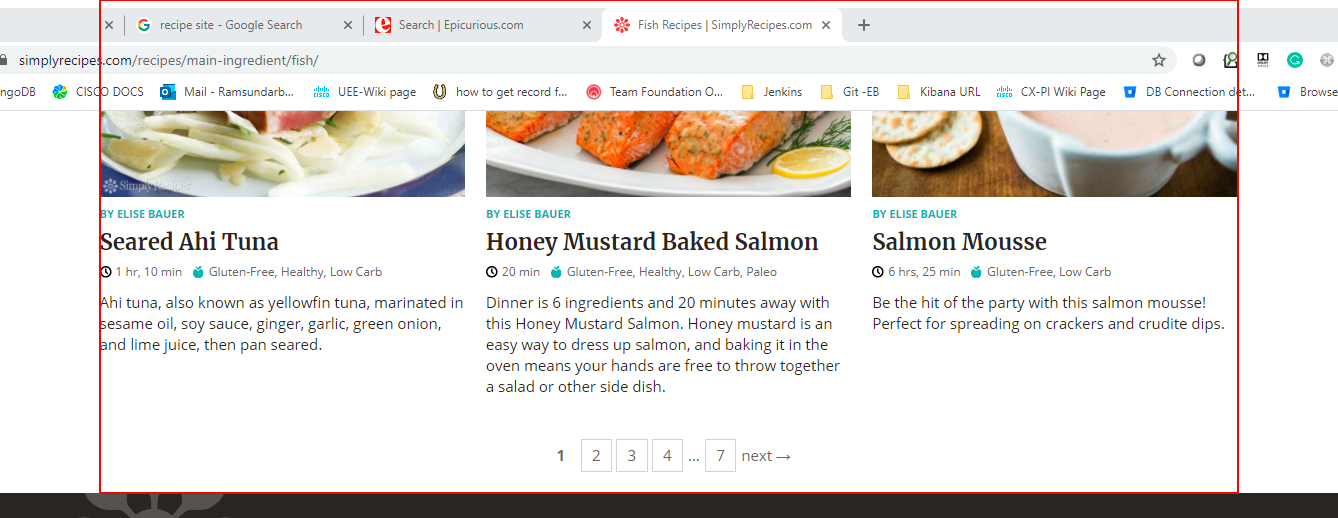 recipe site - Google Search
Search | Epicurious.com
Fish Recipes | SimplyRecipes.com
simplyrecipes.com/recipes/main-ingredient/fish/
ngoDB CISCO DOCS Mail - Ramsundarb... UEE-Wiki page how to get record f... Team Foundation O... Jenkins Git -EB Kibana URL CX-PI Wiki Page DB Connection det... Browse
SimplyRecipes
BY ELISE BAUER
Seared Ahi Tuna
1 hr, 10 min Gluten-Free, Healthy, Low Carb
Ahi tuna, also known as yellowfin tuna, marinated in
sesame oil, soy sauce, ginger, garlic, green onion,
and lime juice, then pan seared.
BY ELISE BAUER
Honey Mustard Baked Salmon
20 min Gluten-Free, Healthy, Low Carb, Paleo
Dinner is 6 ingredients and 20 minutes away with
this Honey Mustard Salmon. Honey mustard is an
easy way to dress up salmon, and baking it in the
oven means your hands are free to throw together
a salad or other side dish.
BY ELISE BAUER
Salmon Mousse
6 hrs, 25 min Gluten-Free, Low Carb
Be the hit of the party with this salmon mousse!
Perfect for spreading on crackers and crudite dips.
1 2 3 4 ... 7 next →